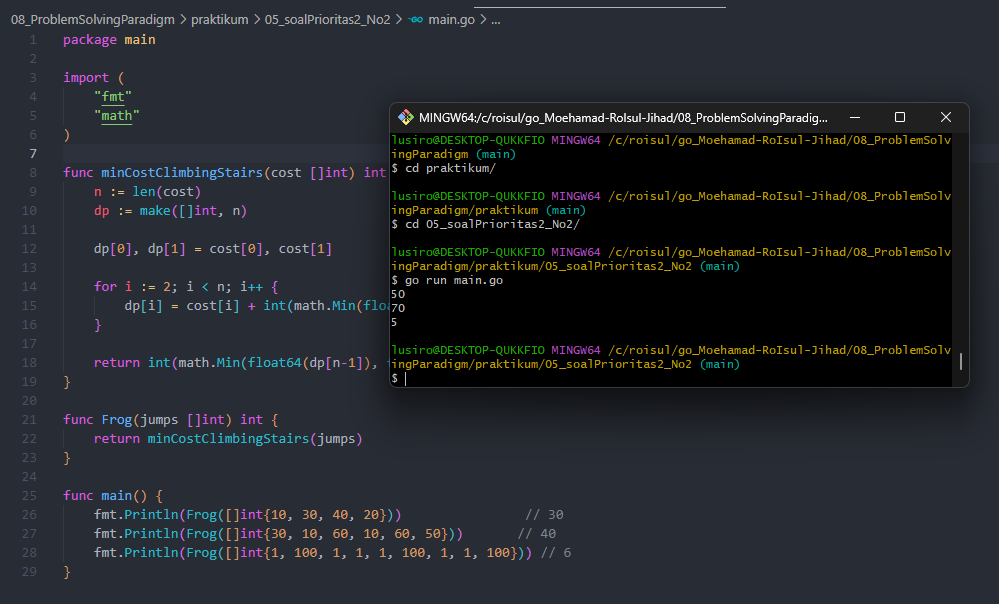 08_ProblemSolvingParadigm > praktikum > 05_soalPrioritas2_No2 > GO main.go > ...
1 package main
2
3 import (
4 "fmt"
5 "math"
6 )
7
8 func minCostClimbingStairs(cost []int) int
9 n := len(cost)
10 dp := make([]int, n)
11
12 dp[0], dp[1] = cost[0], cost[1]
13
14 for i := 2; i < n; i++ {
15 dp[i] = cost[i] + int(math.Min(floa
16 }
17
18 return int(math.Min(float64(dp[n-1]),
19 }
20
21 func Frog(jumps []int) int {
22 return minCostClimbingStairs(jumps)
23 }
24
25 func main() {
26 fmt.Println(Frog([]int{10, 30, 40, 20})) // 30
27 fmt.Println(Frog([]int{30, 10, 60, 10, 60, 50})) // 40
28 fmt.Println(Frog([]int{1, 100, 1, 1, 1, 100, 1, 1, 100})) // 6
29 }
MINGW64:/c/roisul/go_Moehamad-RoIsul-Jihad/08_ProblemSolvingParadig...
lusiro@DESKTOP-QUKKFIO MINGW64 /c/roisul/go_Moehamad-RoIsul-Jihad/08_ProblemSolv
ingParadigm (main)
$ cd praktikum/
lusiro@DESKTOP-QUKKFIO MINGW64 /c/roisul/go_Moehamad-RoIsul-Jihad/08_ProblemSolv
ingParadigm/praktikum (main)
$ cd 05_soalPrioritas2_No2/
lusiro@DESKTOP-QUKKFIO MINGW64 /c/roisul/go_Moehamad-RoIsul-Jihad/08_ProblemSolv
ingParadigm/praktikum/05_soalPrioritas2_No2 (main)
$ go run main.go
50
70
5
lusiro@DESKTOP-QUKKFIO MINGW64 /c/roisul/go_Moehamad-RoIsul-Jihad/08_ProblemSolv
ingParadigm/praktikum/05_soalPrioritas2_No2 (main)
$